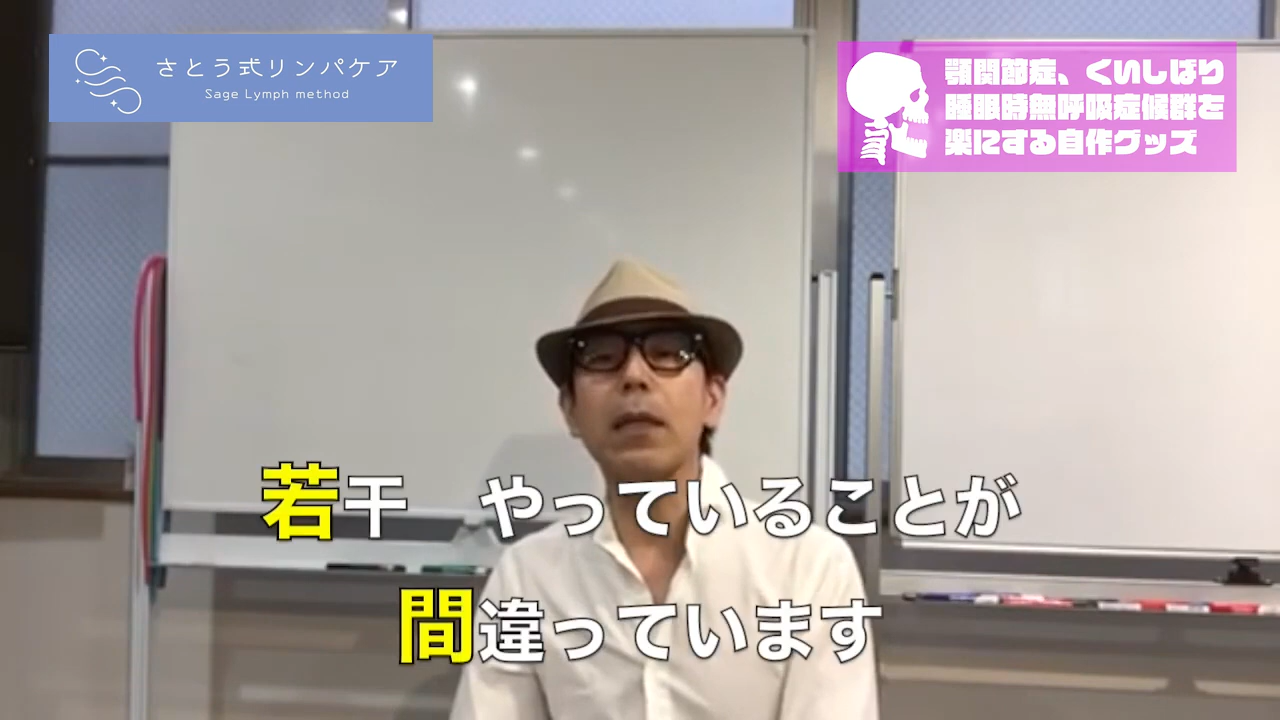 さとう式リンパケア
Sage Lymph method
顎関節症、くいしばり
睡眠時無呼吸症候群を
楽にする自作グッズ
若干　やっていることが
間違っています